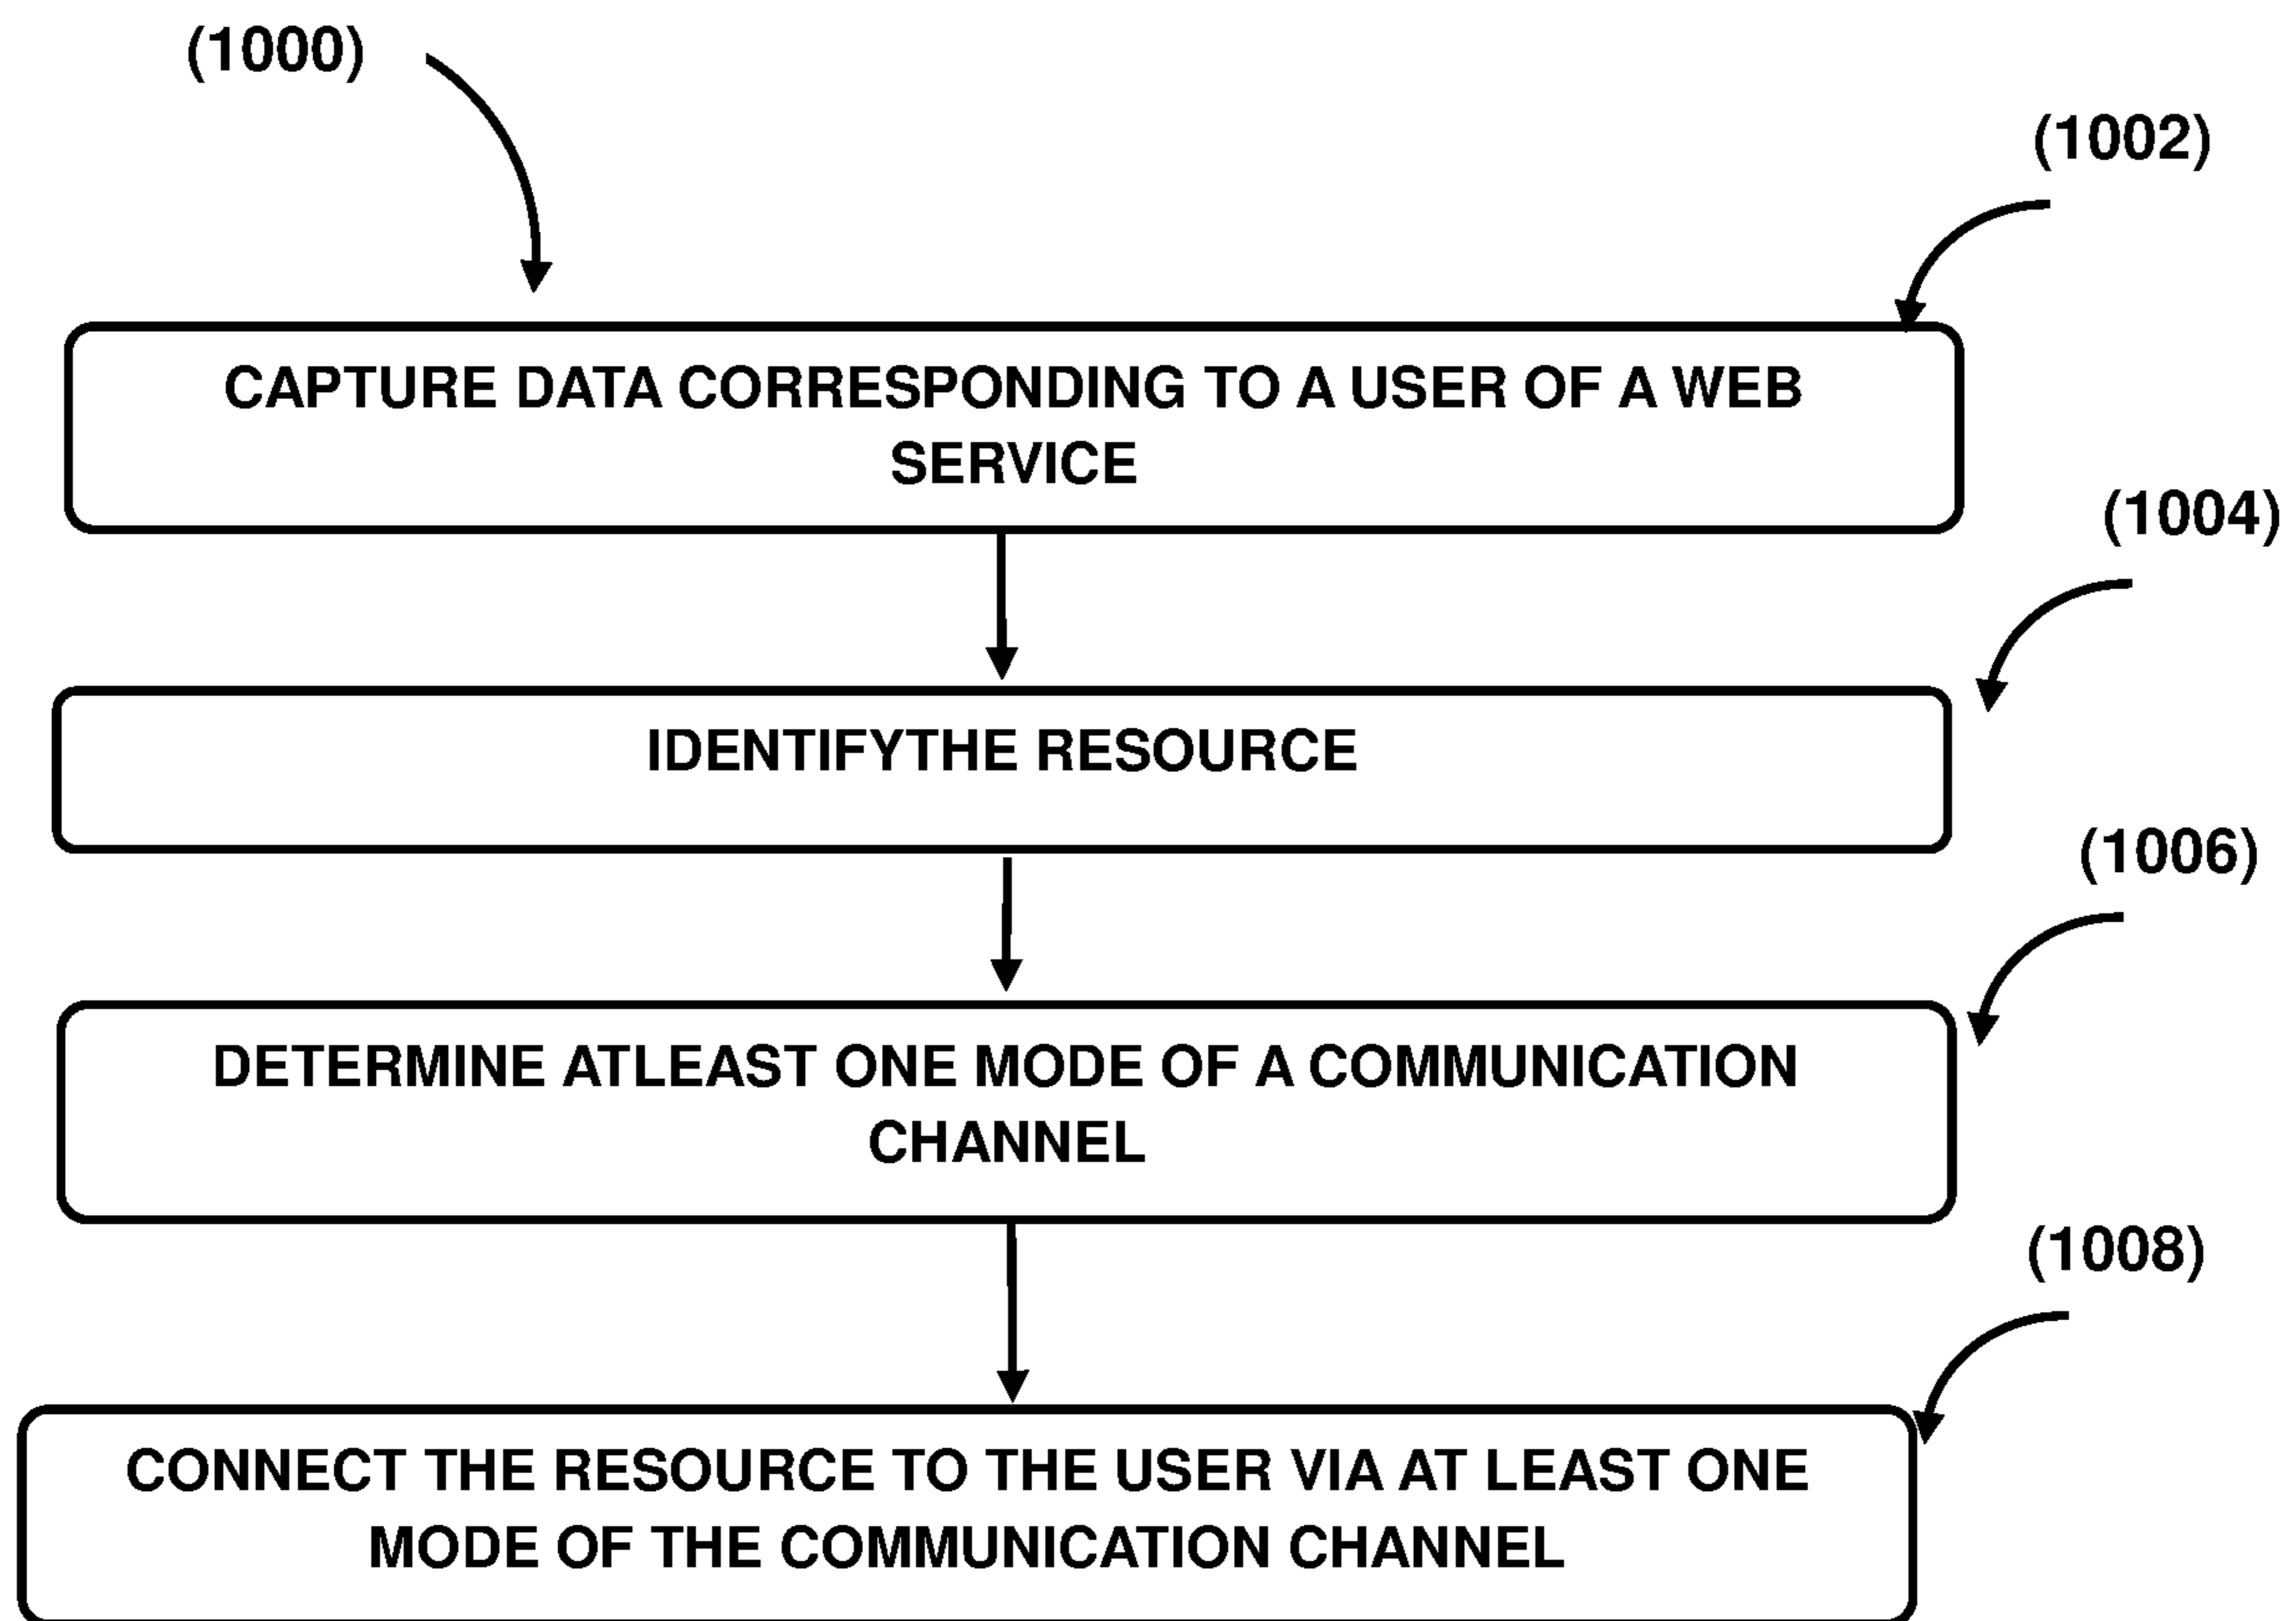 (1000)
(1002)
CAPTURE DATA CORRESPONDING TO A USER OF A WEB
SERVICE
(1004)
IDENTIFYTHE RESOURCE
(1006)
DETERMINE ATLEAST ONE MODE OF A COMMUNICATION
CHANNEL
(1008)
CONNECT THE RESOURCE TO THE USER VIA AT LEAST ONE
MODE OF THE COMMUNICATION CHANNEL